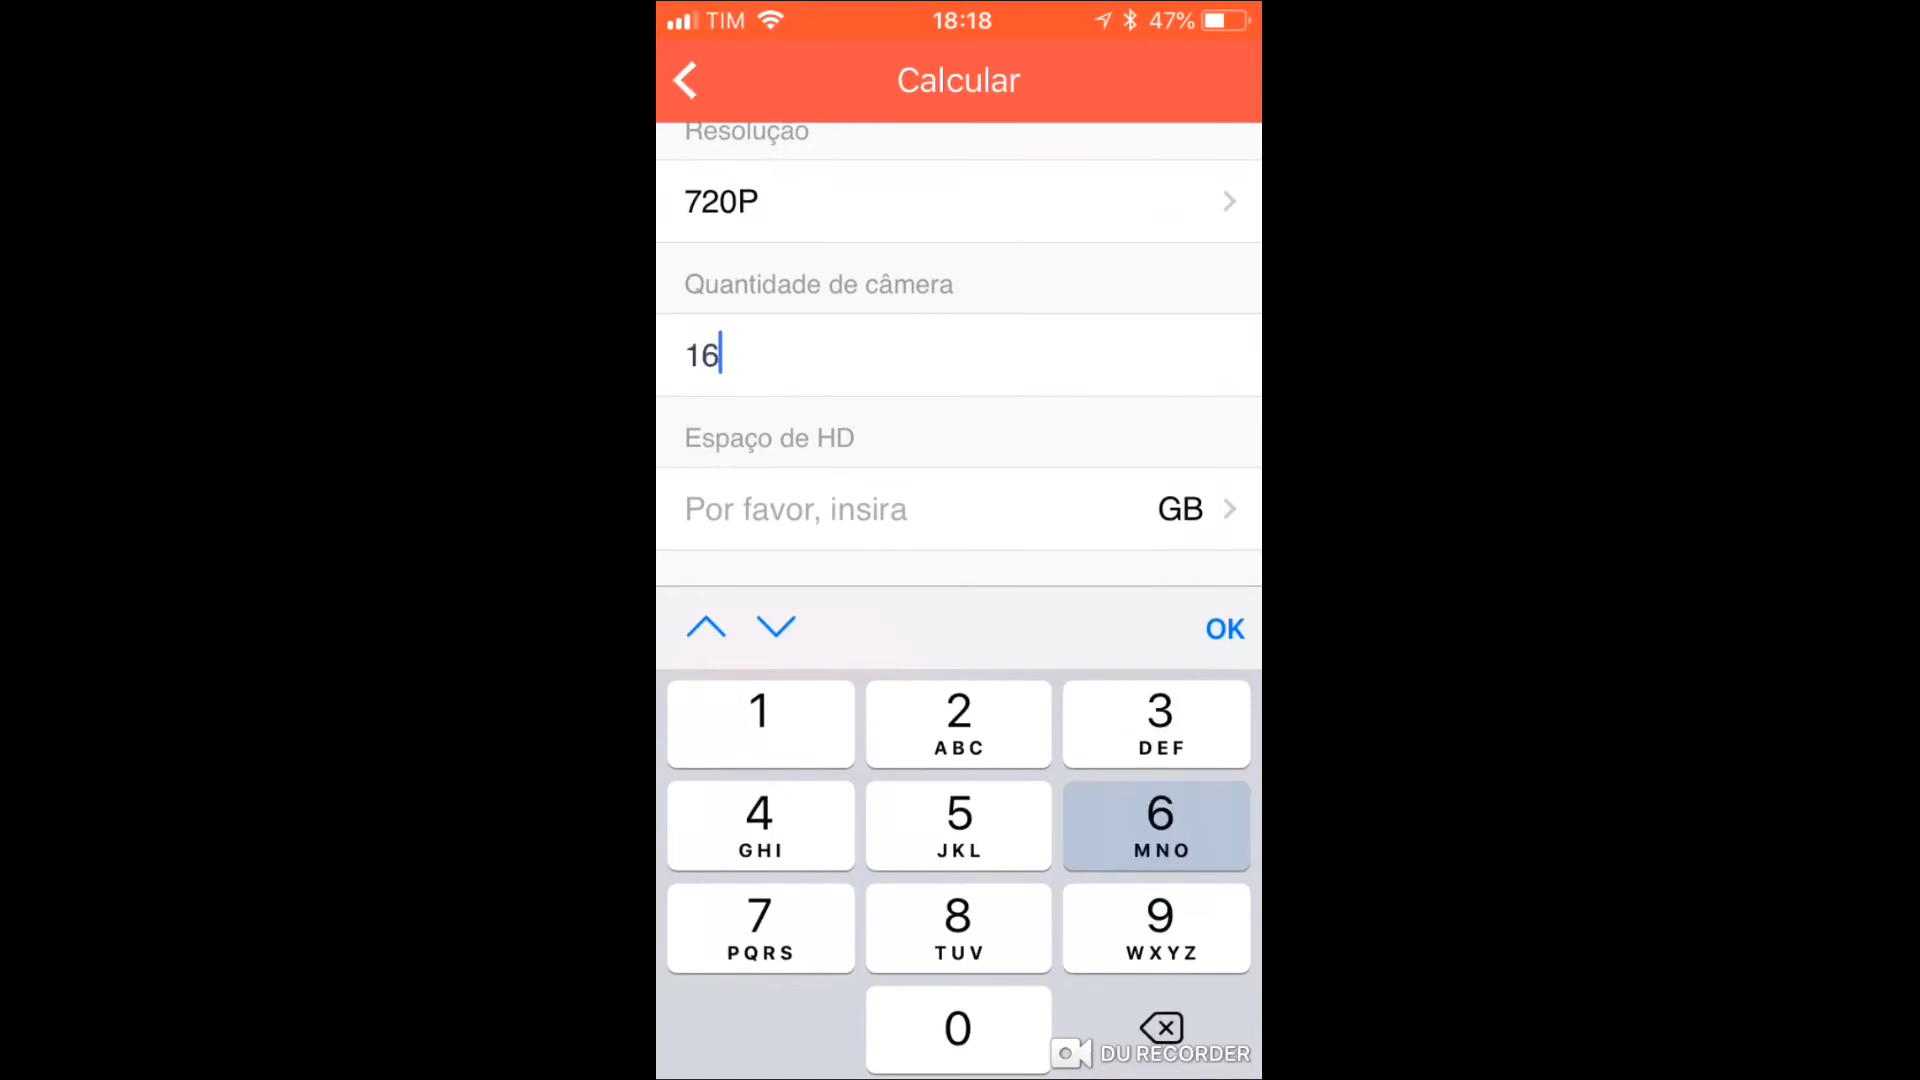 TIM 18:18 47%
Calcular
Resolução
720P
Quantidade de câmera
16
Espaço de HD
Por favor, insira GB
OK
1 2 3
ABC DEF
4 5 6
GHI JKL MNO
7 8 9
PQRS TUV WXYZ
0
DU RECORDER